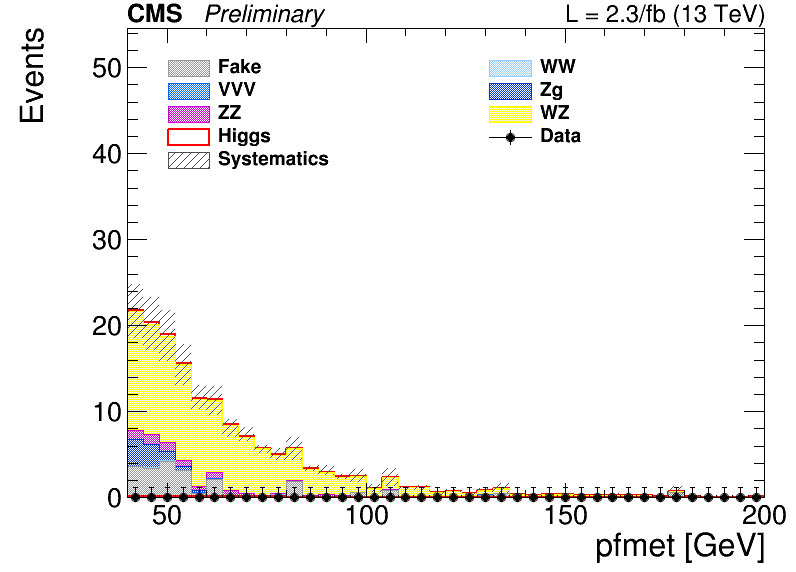 CMS Preliminary L = 2.3/fb (13 TeV)
Events
50
40
30
20
10
0
Fake
VVV
ZZ
Higgs
Systematics
WW
Zg
WZ
Data
50 100 150 200
pfmet [GeV]